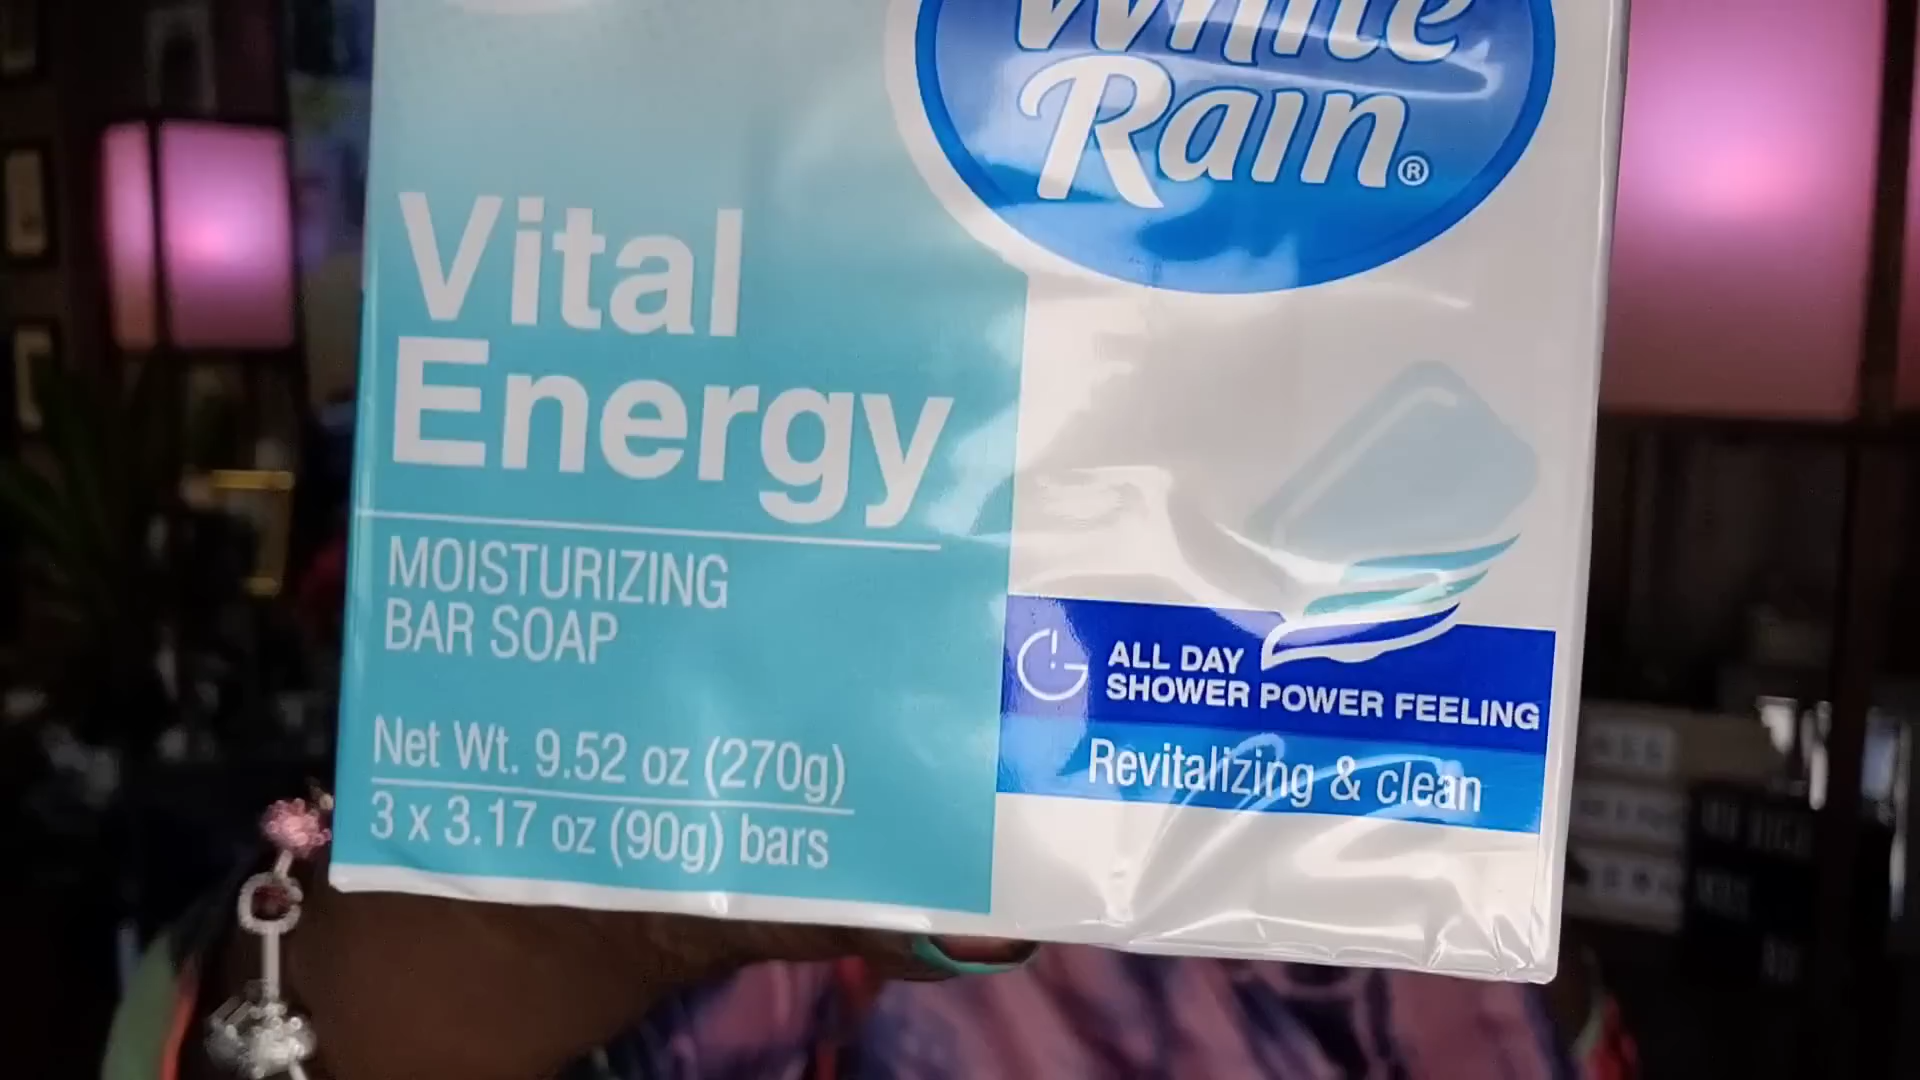 White
Rain®
Vital
Energy
MOISTURIZING
BAR SOAP
Net Wt. 9.52 oz (270g)
3 x 3.17 oz (90g) bars
ALL DAY
SHOWER POWER FEELING
Revitalizing & clean